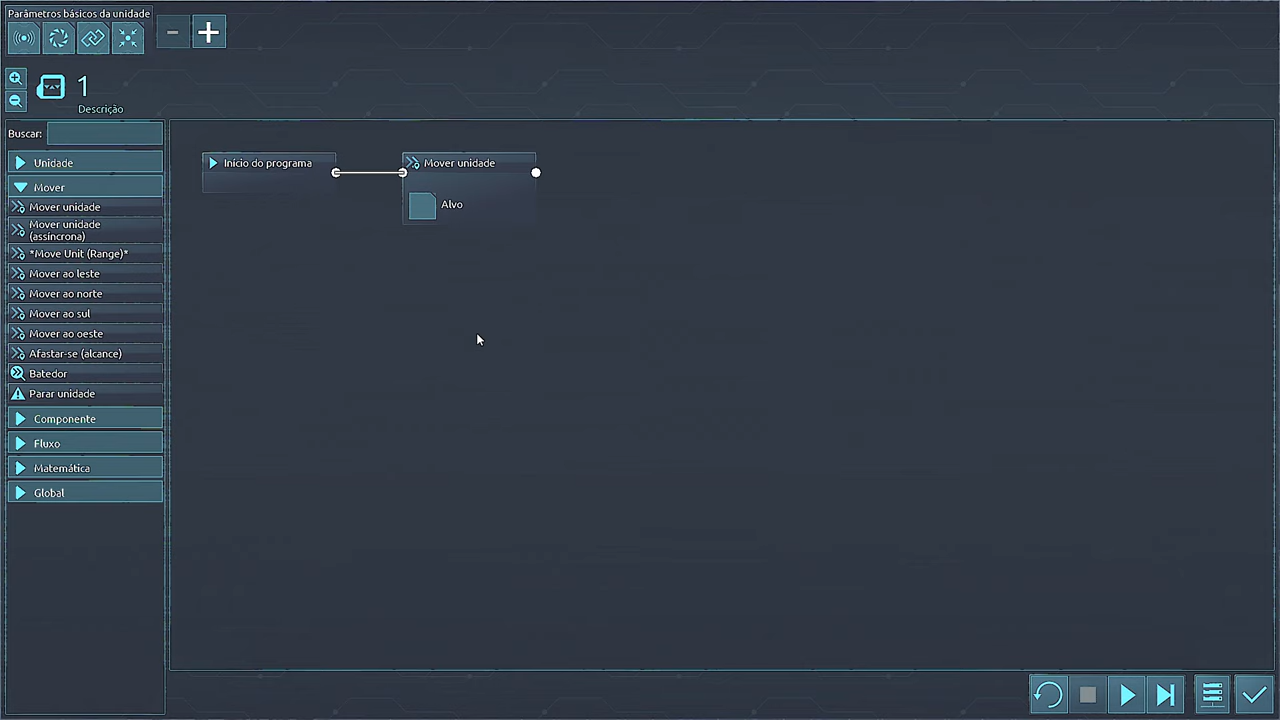 Parâmetros básicos da unidade
1
Descrição
Buscar:
Unidade
Mover
Mover unidade
Mover unidade
(assíncrona)
*Move Unit (Range)*
Mover ao leste
Mover ao norte
Mover ao sul
Mover ao oeste
Afastar-se (alcance)
Batedor
Parar unidade
Componente
Fluxo
Matemática
Global
Início do programa
Mover unidade
Alvo